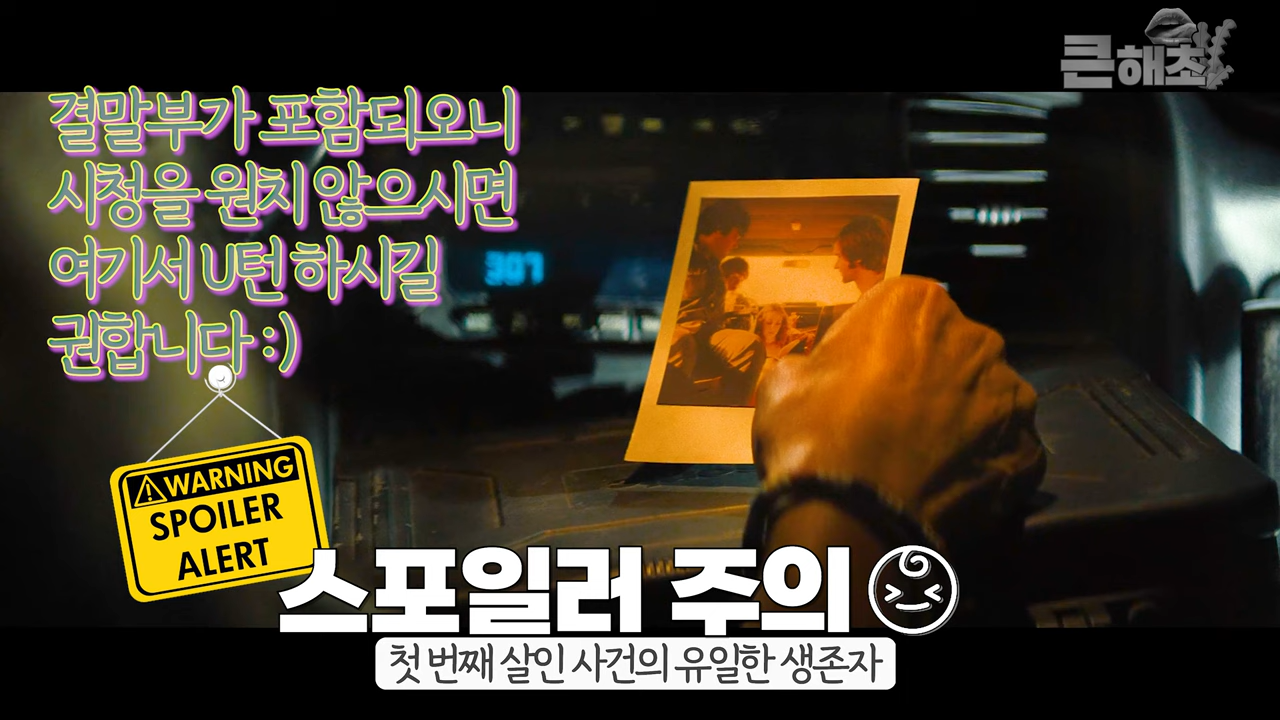 큰해초
결말부가 포함되오니
시청을 원치 않으시면
여기서 U턴 하시길
권합니다 :)
307
WARNING
SPOILER
ALERT
스포일러 주의
첫 번째 살인 사건의 유일한 생존자